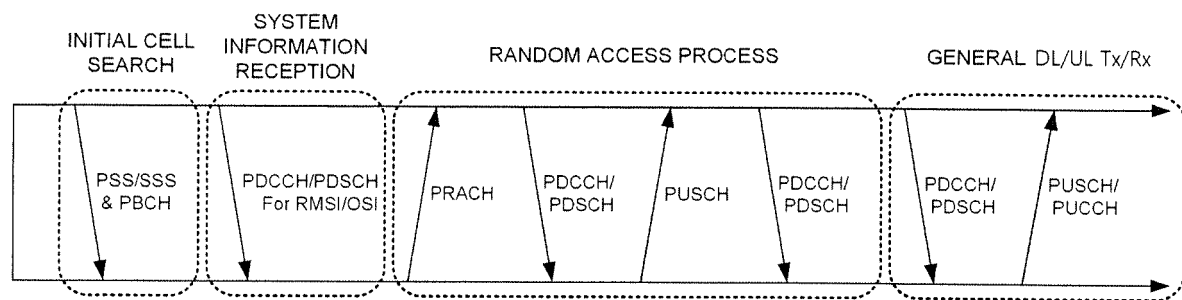 INITIAL CELL
SEARCH
SYSTEM
INFORMATION
RECEPTION
RANDOM ACCESS PROCESS
GENERAL DL/UL Tx/Rx
PSS/SSS
& PBCH
PDCCH/PDSCH
For RMSI/OSI
PRACH
PDCCH/
PDSCH
PUSCH
PDCCH/
PDSCH
PDCCH/
PDSCH
PUSCH/
PUCCH